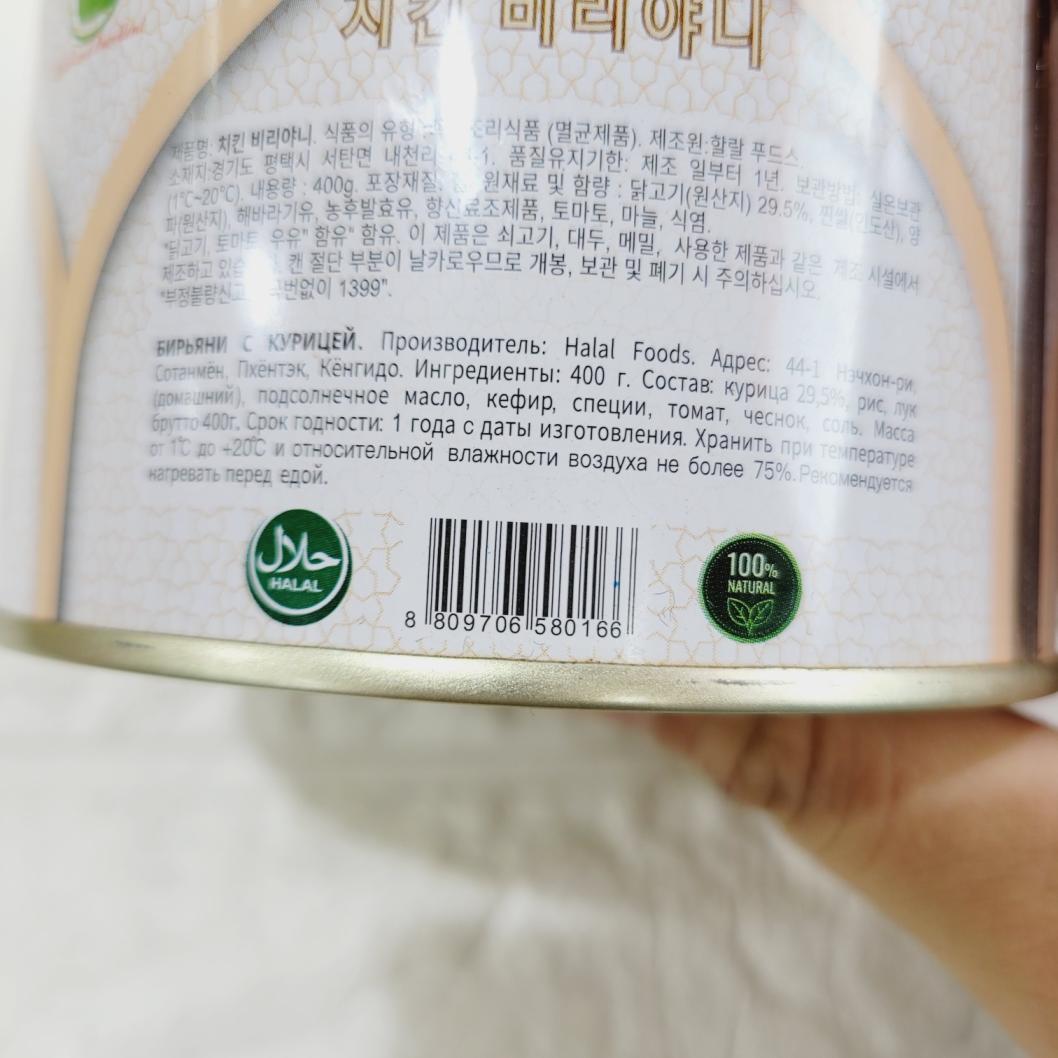 치킨 비리야니
제품명: 치킨 비리야니. 식품의 유형 조리식품 (멸균제품). 제조원:할랄 푸드스
소재지:경기도 평택시 서탄면 내천리 품질유지기한: 제조 일부터 1년. 보관방법: 실온보관
(1℃~20℃). 내용량 : 400g. 포장재질: 원재료 및 함량 : 닭고기(원산지) 29.5%, 찐쌀(인도산), 양
파(원산지), 해바라기유, 농후발효유, 향신료조제품, 토마토, 마늘, 식염.
"닭고기, 토마토, 우유" 함유" 함유. 이 제품은 쇠고기, 대두, 메밀, 사용한 제품과 같은 제조 시설에서
제조하고 캔 절단 부분이 날카로우므로 개봉, 보관 및 폐기 시 주의하십시오.
"부정불량신고 국번없이 1399".
БИРЬЯНИ С КУРИЦЕЙ. Производитель: Halal Foods. Адрес: 44-1 Нэчхон-ри,
Сотанмён, Пхёнтэк, Кёнгидо. Ингредиенты: 400 г. Состав: курица 29,5%, рис, лук
(домашний), подсолнечное масло, кефир, специи, томат, чеснок, соль. Масса
брутто 400г. Срок годности: 1 года с даты изготовления. Хранить при температуре
от 1℃ до +20℃ и относительной влажности воздуха не более 75%.Рекомендуется
нагревать перед едой.
حلال
HALAL
8 809706 580166
100%
NATURAL